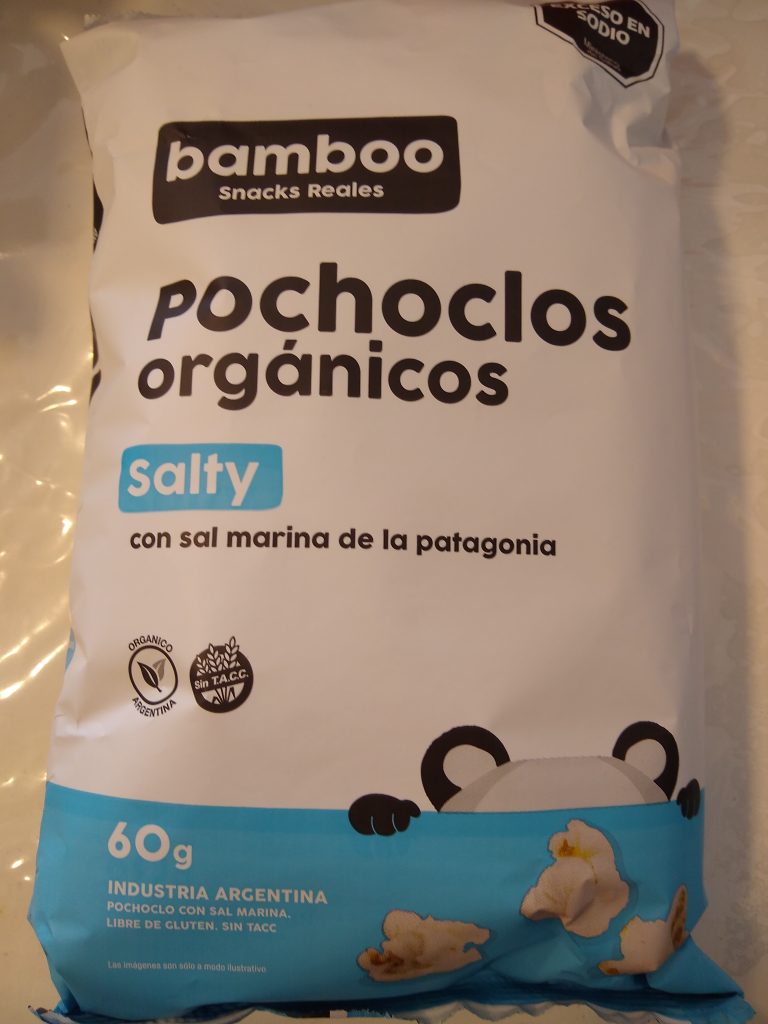 EXCESO EN
SODIO
bamboo
Snacks Reales
Pochoclos
orgánicos
salty
con sal marina de la patagonia
ORGANICO
ARGENTINA
Sin T.A.C.C.
60g
INDUSTRIA ARGENTINA
POCHOCLO CON SAL MARINA.
LIBRE DE GLUTEN. SIN TACC
Las imágenes son sólo a modo ilustrativo